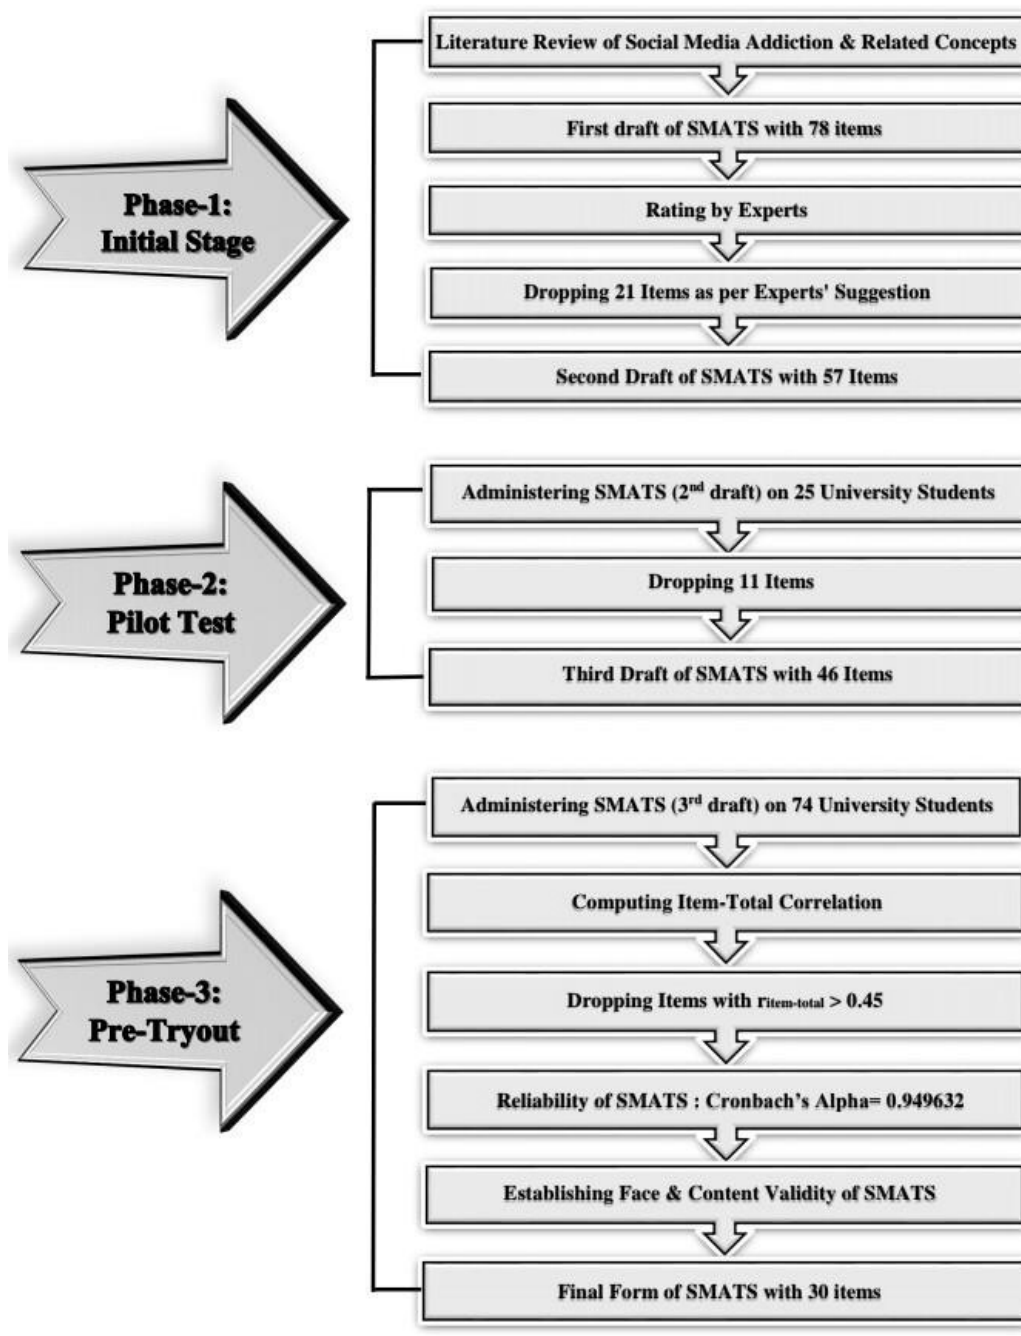 Phase-1:
Initial Stage
Literature Review of Social Media Addiction & Related Concepts
First draft of SMATS with 78 items
Rating by Experts
Dropping 21 Items as per Experts' Suggestion
Second Draft of SMATS with 57 Items
Phase-2:
Pilot Test
Administering SMATS (2nd draft) on 25 University Students
Dropping 11 Items
Third Draft of SMATS with 46 Items
Phase-3:
Pre-Tryout
Administering SMATS (3rd draft) on 74 University Students
Computing Item-Total Correlation
Dropping Items with ritem-total > 0.45
Reliability of SMATS : Cronbach’s Alpha= 0.949632
Establishing Face & Content Validity of SMATS
Final Form of SMATS with 30 items